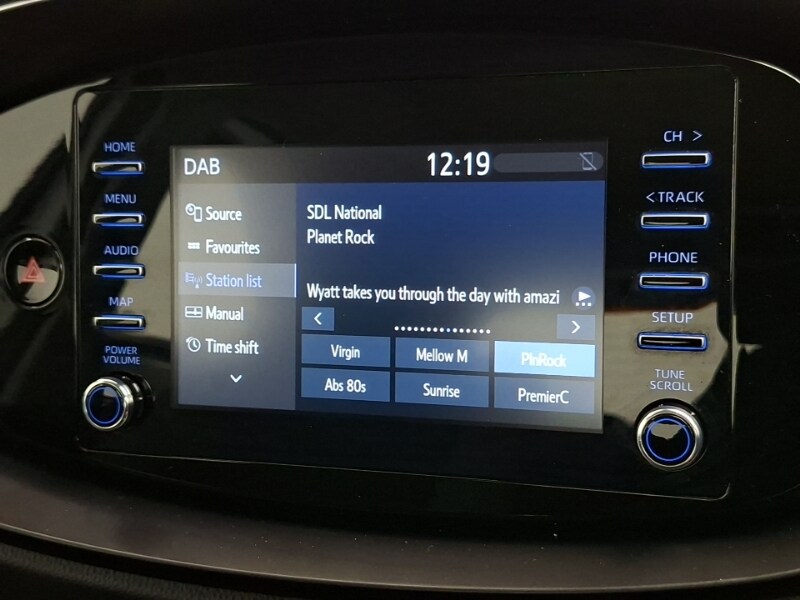 HOME
MENU
AUDIO
MAP
POWER
VOLUME
DAB
12:19
Source
Favourites
Station list
Manual
Time shift
SDL National
Planet Rock
Wyatt takes you through the day with amazi
Virgin
Mellow M
PlnRock
Abs 80s
Sunrise
PremierC
CH >
< TRACK
PHONE
SETUP
TUNE
SCROLL